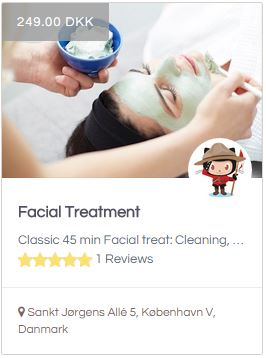 249.00 DKK
Facial Treatment
Classic 45 min Facial treat: Cleaning, ...
1 Reviews
Sankt Jørgens Allé 5, København V,
Danmark